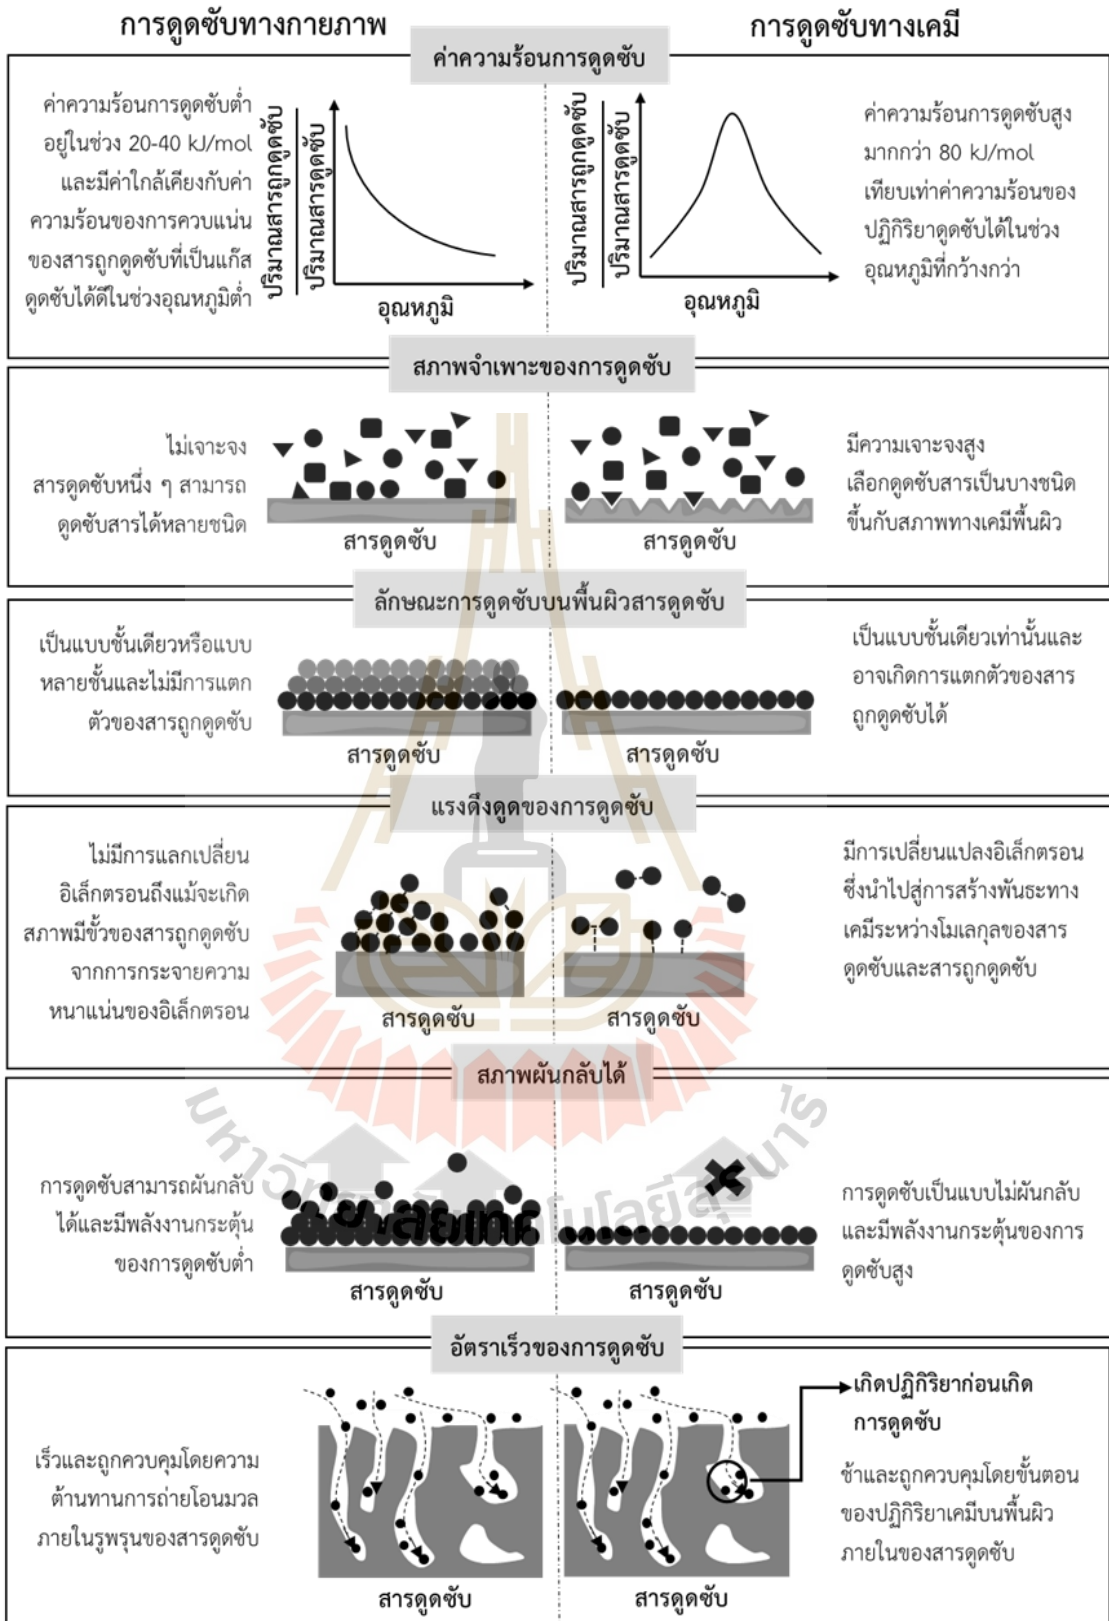 การดูดซับทางกายภาพ
การดูดซับทางเคมี
ค่าความร้อนการดูดซับ
ค่าความร้อนการดูดซับต่ำ
อยู่ในช่วง 20-40 kJ/mol
และมีค่าใกล้เคียงกับค่า
ความร้อนของการควบแน่น
ของสารถูกดูดซับที่เป็นแก๊ส
ดูดซับได้ดีในช่วงอุณหภูมิต่ำ
ปริมาณสารถูกดูดซับ
ปริมาณสารดูดซับ
อุณหภูมิ
ปริมาณสารถูกดูดซับ
ปริมาณสารดูดซับ
อุณหภูมิ
ค่าความร้อนการดูดซับสูง
มากกว่า 80 kJ/mol
เทียบเท่าค่าความร้อนของ
ปฏิกิริยาดูดซับได้ในช่วง
อุณหภูมิที่กว้างกว่า
สภาพจำเพาะของการดูดซับ
ไม่เจาะจง
สารดูดซับหนึ่ง ๆ สามารถ
ดูดซับสารได้หลายชนิด
สารดูดซับ
สารดูดซับ
มีความเจาะจงสูง
เลือกดูดซับสารเป็นบางชนิด
ขึ้นกับสภาพทางเคมีพื้นผิว
ลักษณะการดูดซับบนพื้นผิวสารดูดซับ
เป็นแบบชั้นเดียวหรือแบบ
หลายชั้นและไม่มีการแตก
ตัวของสารถูกดูดซับ
สารดูดซับ
สารดูดซับ
เป็นแบบชั้นเดียวเท่านั้นและ
อาจเกิดการแตกตัวของสาร
ถูกดูดซับได้
แรงดึงดูดของการดูดซับ
ไม่มีการแลกเปลี่ยน
อิเล็กตรอนถึงแม้จะเกิด
สภาพมีขั้วของสารถูกดูดซับ
จากการกระจายความ
หนาแน่นของอิเล็กตรอน
สารดูดซับ
สารดูดซับ
มีการเปลี่ยนแปลงอิเล็กตรอน
ซึ่งนำไปสู่การสร้างพันธะทาง
เคมีระหว่างโมเลกุลของสาร
ดูดซับและสารถูกดูดซับ
สภาพผันกลับได้
การดูดซับสามารถผันกลับ
ได้และมีพลังงานกระตุ้น
ของการดูดซับต่ำ
สารดูดซับ
สารดูดซับ
การดูดซับเป็นแบบไม่ผันกลับ
และมีพลังงานกระตุ้นของการ
ดูดซับสูง
มหาวิทยาลัยเทคโนโลยีสุรนารี
อัตราเร็วของการดูดซับ
เร็วและถูกควบคุมโดยความ
ต้านทานการถ่ายโอนมวล
ภายในรูพรุนของสารดูดซับ
สารดูดซับ
สารดูดซับ
เกิดปฏิกิริยาก่อนเกิด
การดูดซับ
ช้าและถูกควบคุมโดยขั้นตอน
ของปฏิกิริยาเคมีบนพื้นผิว
ภายในของสารดูดซับ